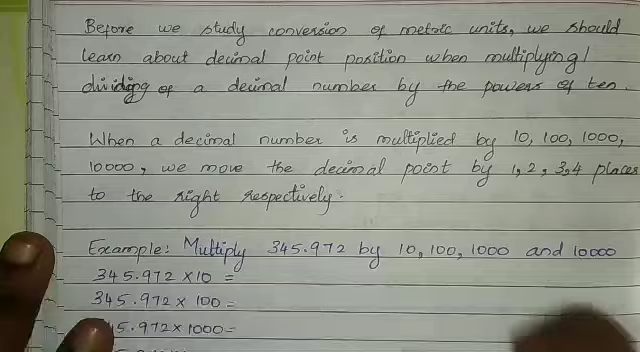 Before we study conversion of metric units, we should
learn about decimal point position when multiplying/
dividing of a decimal number by the powers of ten.
When a decimal number is multiplied by 10, 100, 1000,
10000, we move the decimal point by 1, 2, 3, 4 places
to the right respectively.
Example: Multiply 345.972 by 10, 100, 1000 and 10000
345.972 × 10 =
345.972 × 100 =
5.972 × 1000 =